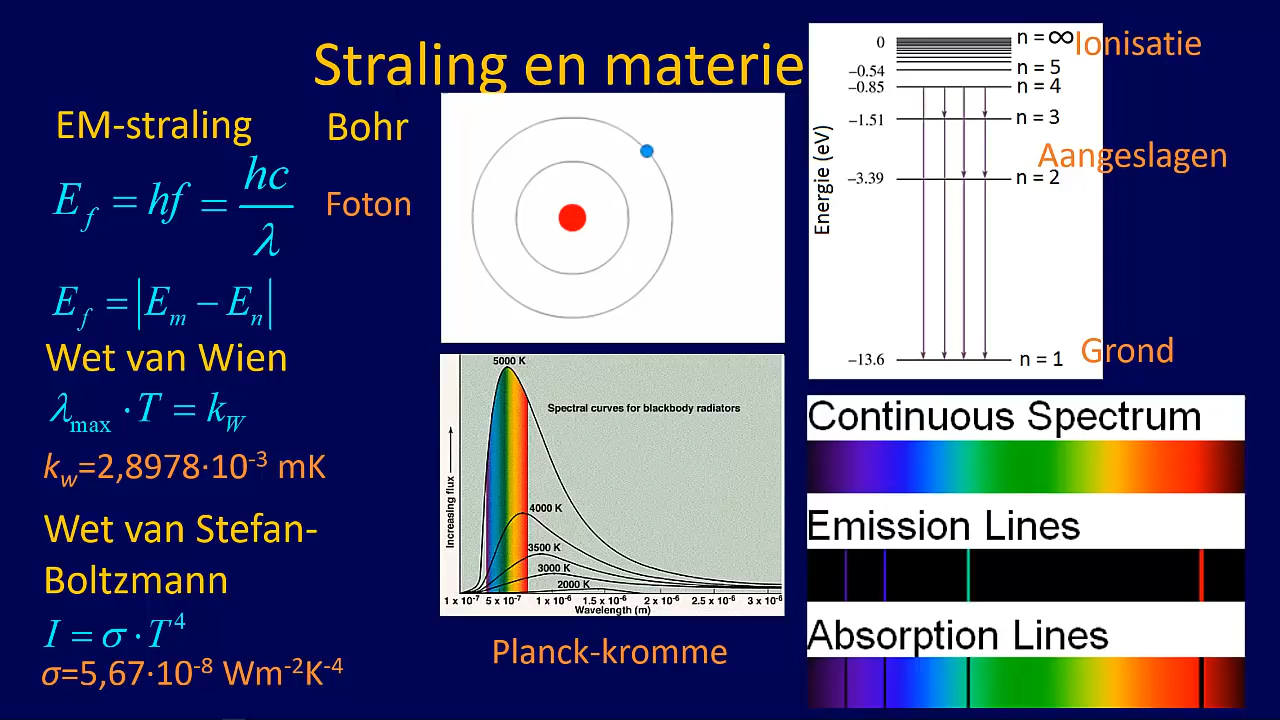 Straling en materie
EM-straling
E_f = hf = hc/λ
E_f = |E_m − E_n|
Wet van Wien
λ_max · T = k_W
k_w=2,8978·10⁻³ mK
Wet van Stefan-
Boltzmann
I = σ · T⁴
σ=5,67·10⁻⁸ Wm⁻²K⁻⁴
Bohr
Foton
5000 K
Spectral curves for blackbody radiators
4000 K
3500 K
3000 K
2000 K
Increasing flux
1 x 10⁻⁷ 5 x 10⁻⁷ 1 x 10⁻⁶ 1.5 x 10⁻⁶ 2 x 10⁻⁶ 2.5 x 10⁻⁶ 3 x 10⁻⁶
Wavelength (m)
Planck-kromme
Energie (eV)
0 n = ∞ Ionisatie
−0.54 n = 5
−0.85 n = 4
−1.51 n = 3
Aangeslagen
−3.39 n = 2
−13.6 n = 1 Grond
Continuous Spectrum
Emission Lines
Absorption Lines